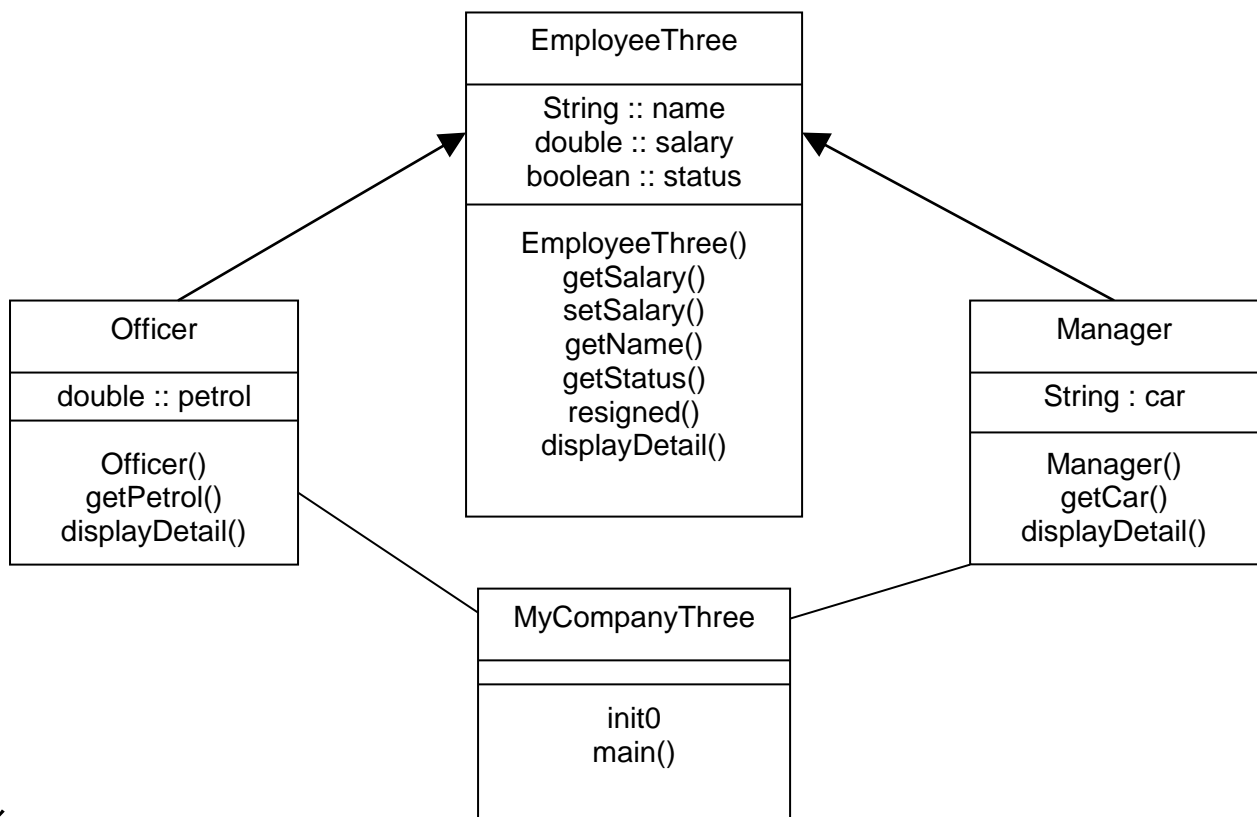 EmployeeThree
String :: name
double :: salary
boolean :: status
EmployeeThree()
getSalary()
setSalary()
getName()
getStatus()
resigned()
displayDetail()
Officer
double :: petrol
Officer()
getPetrol()
displayDetail()
Manager
String : car
Manager()
getCar()
displayDetail()
MyCompanyThree
init0
main()